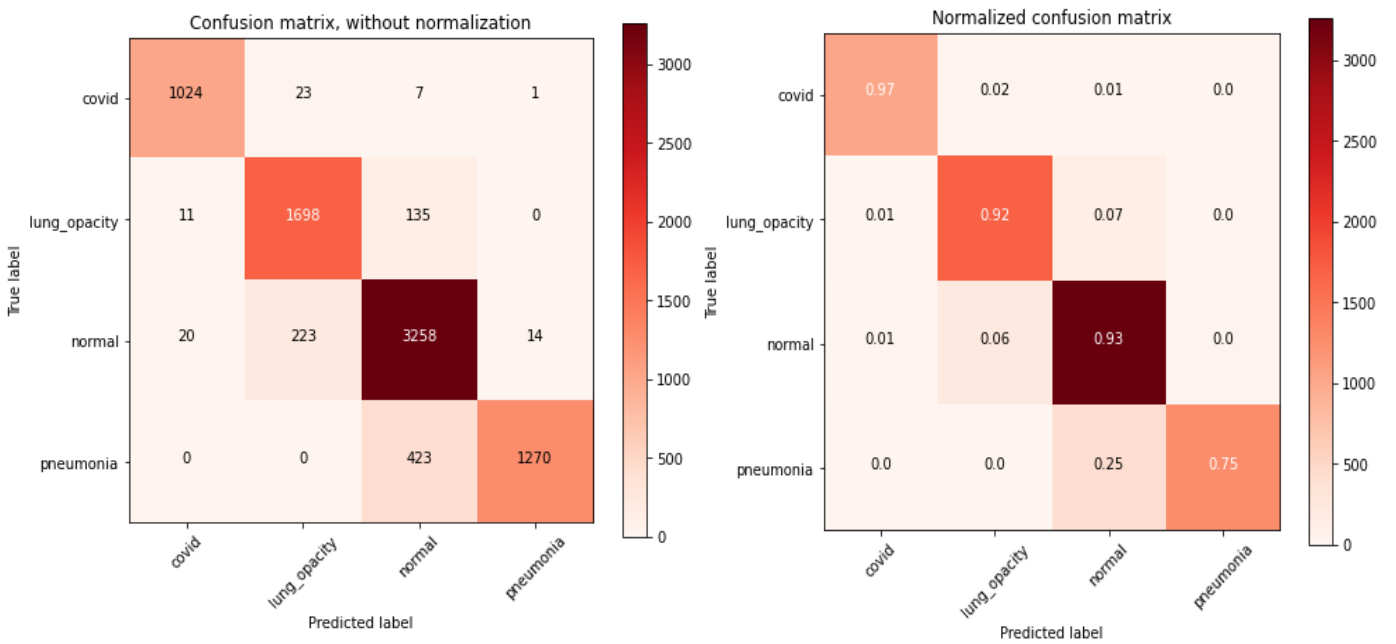 Confusion matrix, without normalization
True label
covid 1024 23 7 1
lung_opacity 11 1698 135 0
normal 20 223 3258 14
pneumonia 0 0 423 1270
covid lung_opacity normal pneumonia
Predicted label
3000
2500
2000
1500
1000
500
0
Normalized confusion matrix
True label
covid 0.97 0.02 0.01 0.0
lung_opacity 0.01 0.92 0.07 0.0
normal 0.01 0.06 0.93 0.0
pneumonia 0.0 0.0 0.25 0.75
covid lung_opacity normal pneumonia
Predicted label
3000
2500
2000
1500
1000
500
0